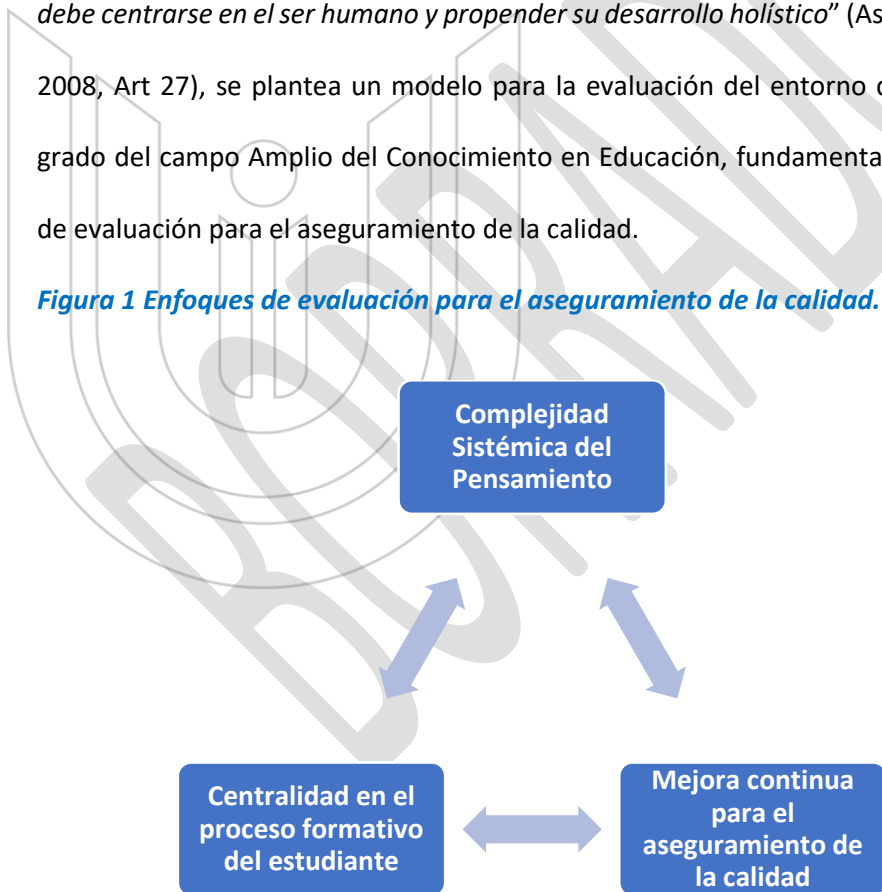 debe centrarse en el ser humano y propender su desarrollo holístico” (As
2008, Art 27), se plantea un modelo para la evaluación del entorno
grado del campo Amplio del Conocimiento en Educación, fundamenta
de evaluación para el aseguramiento de la calidad.
Figura 1 Enfoques de evaluación para el aseguramiento de la calidad.
Complejidad
Sistémica del
Pensamiento
Centralidad en el
proceso formativo
del estudiante
Mejora continua
para el
aseguramiento de
la calidad